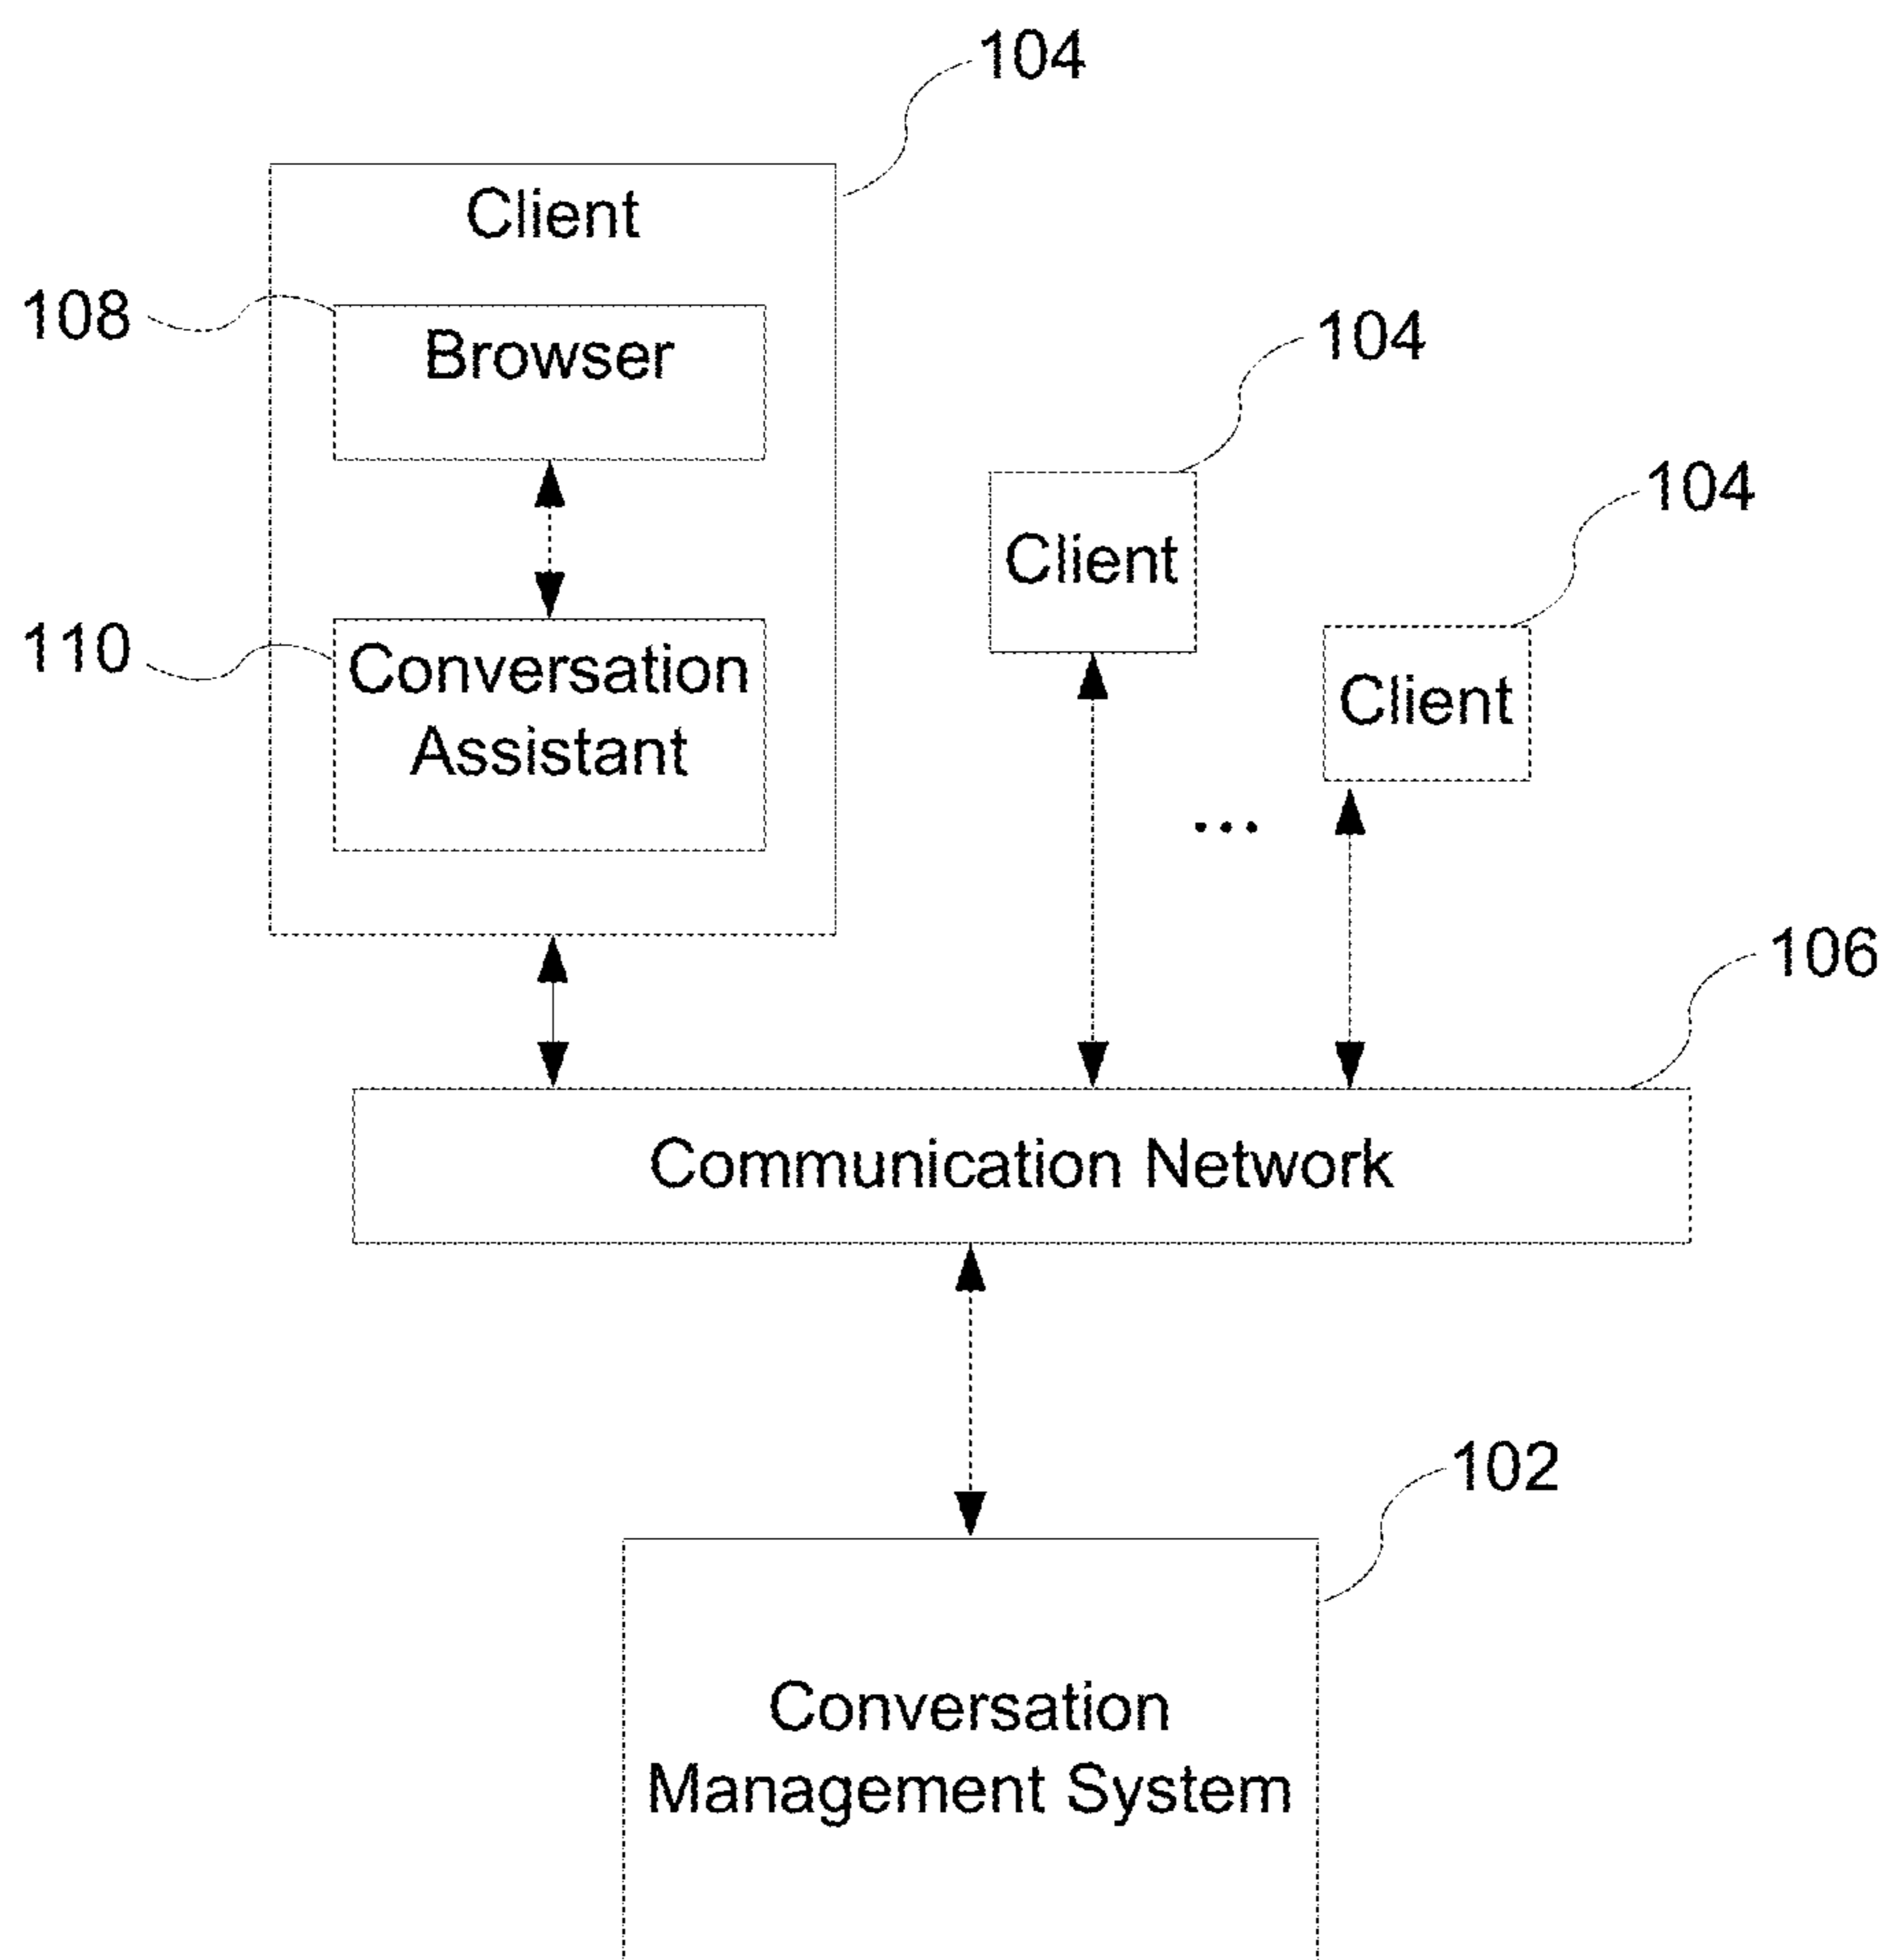 104
Client
108
Browser
104
104
Client
110
Conversation
Assistant
Client
...
106
Communication Network
102
Conversation
Management System